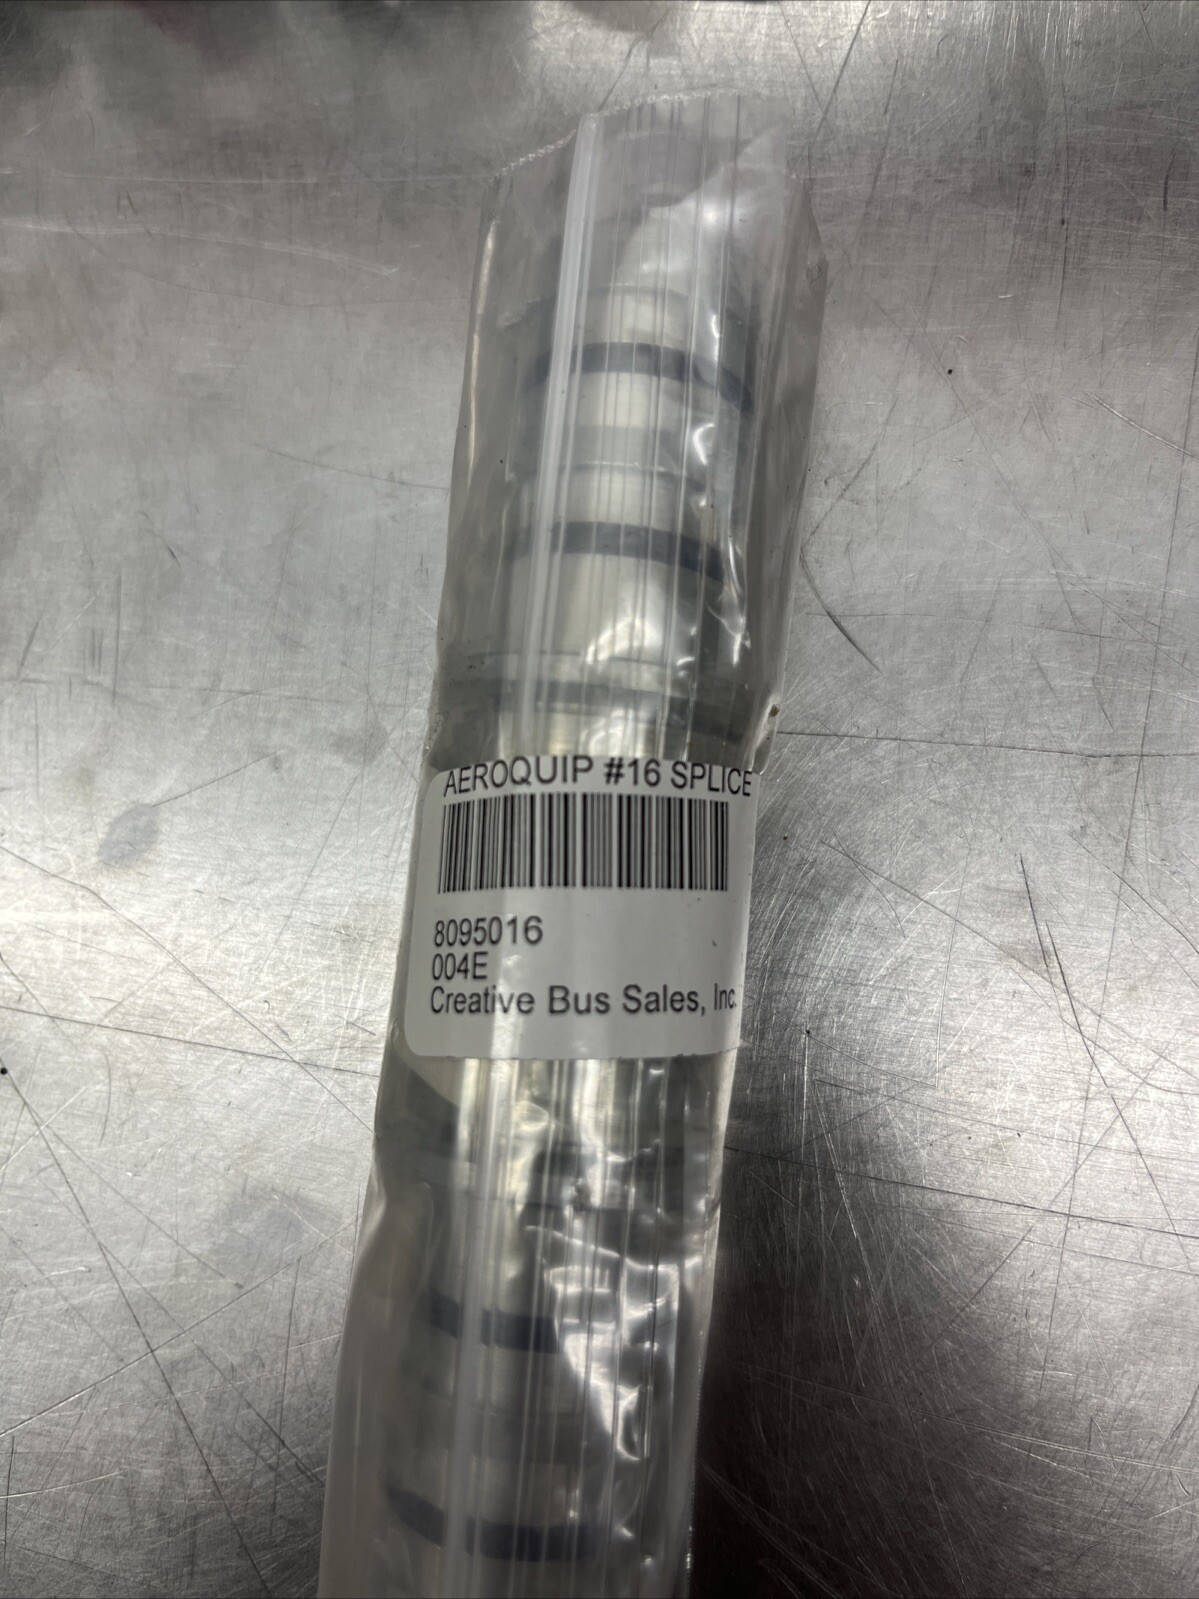 AEROQUIP #16 SPLICE
8095016
004E
Creative Bus Sales, Inc.